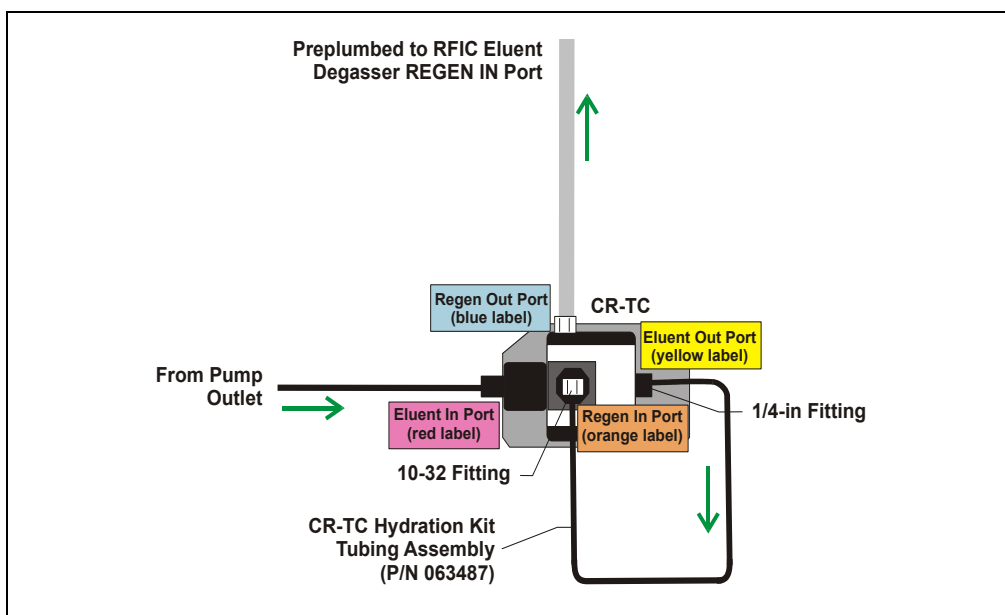 Preplumbed to RFIC Eluent
Degasser REGEN IN Port
Regen Out Port
(blue label)
CR-TC
Eluent Out Port
(yellow label)
From Pump
Outlet
1/4-in Fitting
Eluent In Port
(red label)
Regen In Port
(orange label)
10-32 Fitting
CR-TC Hydration Kit
Tubing Assembly
(P/N 063487)